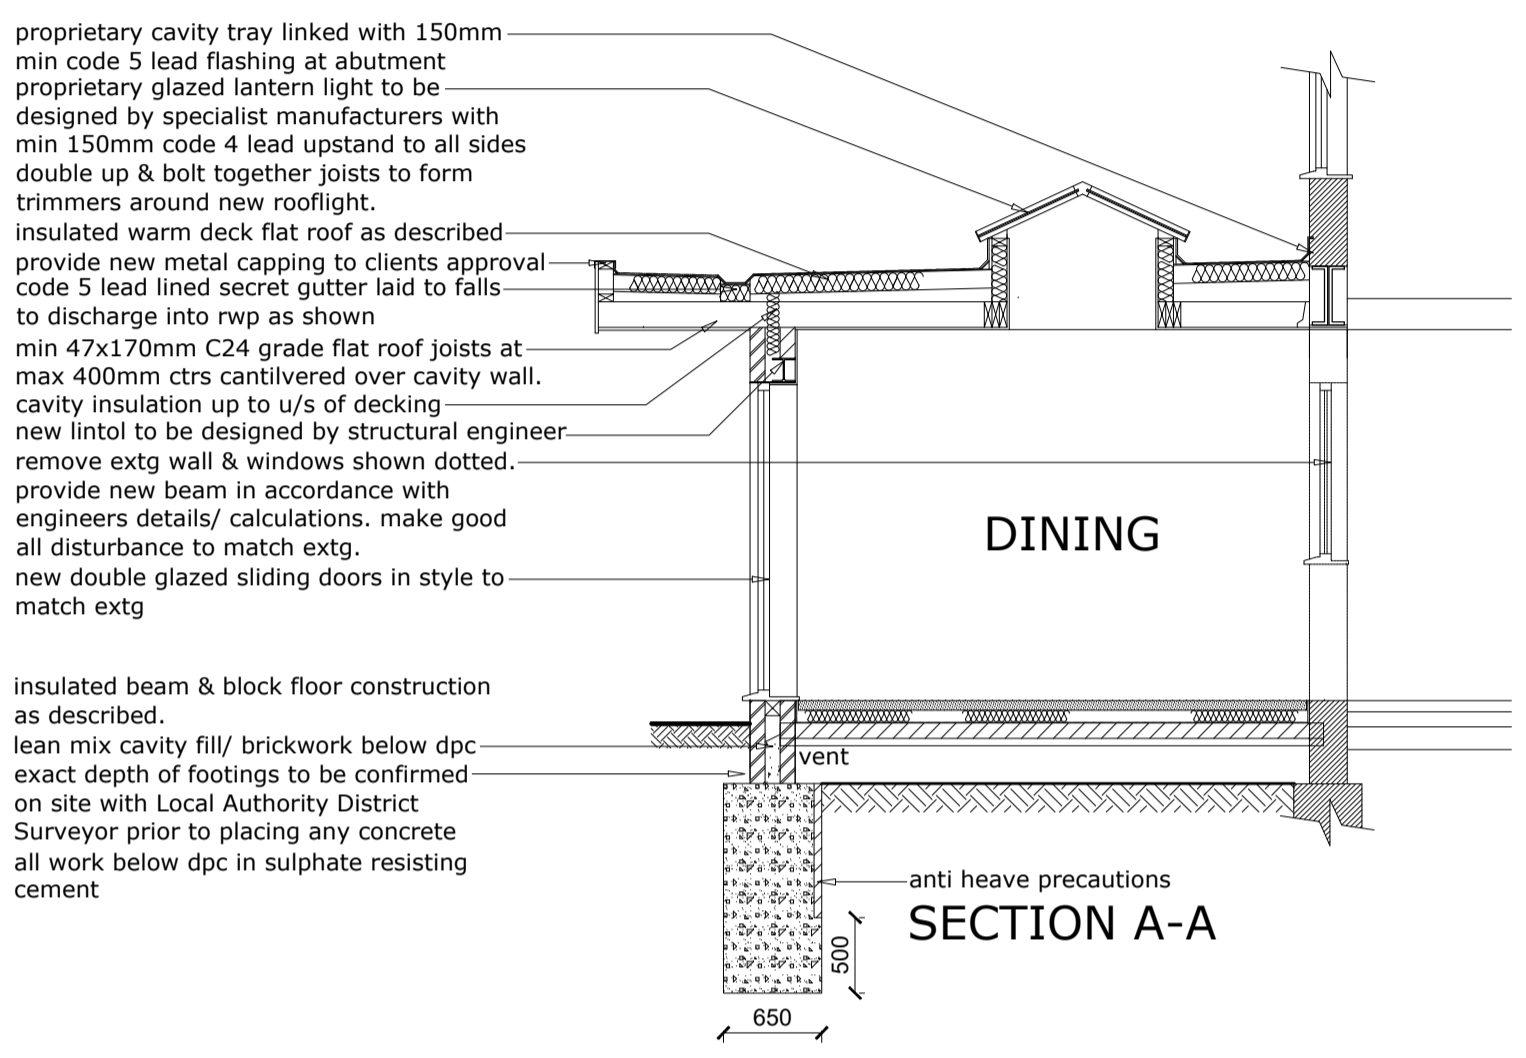 proprietary cavity tray linked with 150mm
min code 5 lead flashing at abutment
proprietary glazed lantern light to be
designed by specialist manufacturers with
min 150mm code 4 lead upstand to all sides
double up & bolt together joists to form
trimmers around new rooflight.
insulated warm deck flat roof as described
provide new metal capping to clients approval
code 5 lead lined secret gutter laid to falls
to discharge into rwp as shown
min 47x170mm C24 grade flat roof joists at
max 400mm ctrs cantilvered over cavity wall.
cavity insulation up to u/s of decking
new lintol to be designed by structural engineer
remove extg wall & windows shown dotted.
provide new beam in accordance with
engineers details/ calculations. make good
all disturbance to match extg.
new double glazed sliding doors in style to
match extg
DINING
insulated beam & block floor construction
as described.
lean mix cavity fill/ brickwork below dpc
vent
exact depth of footings to be confirmed
on site with Local Authority District
Surveyor prior to placing any concrete
all work below dpc in sulphate resisting
cement
anti heave precautions
SECTION A-A
500
650